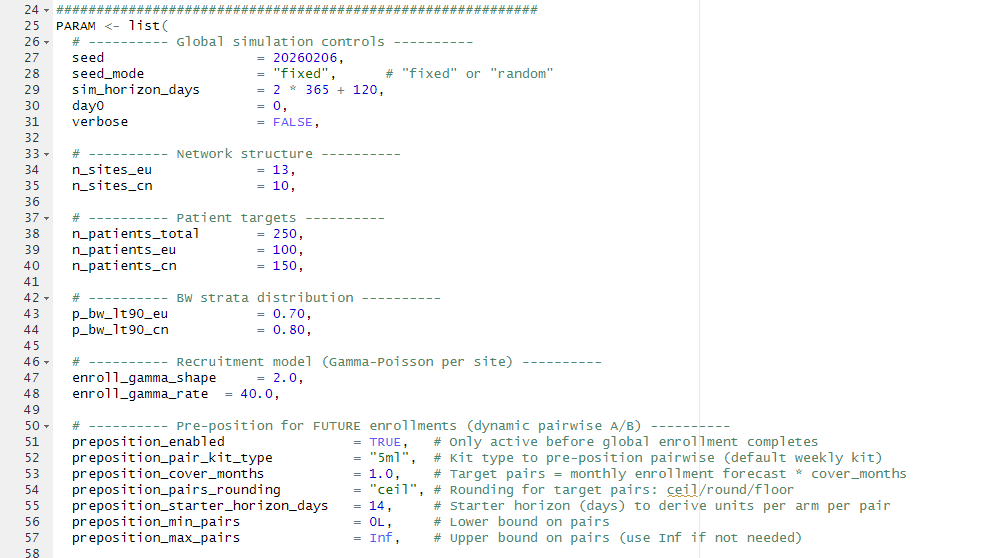 24 ############################################################
25 PARAM <- list(
26 # ---------- Global simulation controls ----------
27 seed = 20260206,
28 seed_mode = "fixed", # "fixed" or "random"
29 sim_horizon_days = 2 * 365 + 120,
30 day0 = 0,
31 verbose = FALSE,
32
33 # ---------- Network structure ----------
34 n_sites_eu = 13,
35 n_sites_cn = 10,
36
37 # ---------- Patient targets ----------
38 n_patients_total = 250,
39 n_patients_eu = 100,
40 n_patients_cn = 150,
41
42 # ---------- BW strata distribution ----------
43 p_bw_lt90_eu = 0.70,
44 p_bw_lt90_cn = 0.80,
45
46 # ---------- Recruitment model (Gamma-Poisson per site) ----------
47 enroll_gamma_shape = 2.0,
48 enroll_gamma_rate = 40.0,
49
50 # ---------- Pre-position for FUTURE enrollments (dynamic pairwise A/B) ----------
51 preposition_enabled = TRUE, # Only active before global enrollment completes
52 preposition_pair_kit_type = "5ml", # Kit type to pre-position pairwise (default weekly kit)
53 preposition_cover_months = 1.0, # Target pairs = monthly enrollment forecast * cover_months
54 preposition_pairs_rounding = "ceil", # Rounding for target pairs: ceil/round/floor
55 preposition_starter_horizon_days = 14, # Starter horizon (days) to derive units per arm per pair
56 preposition_min_pairs = 0L, # Lower bound on pairs
57 preposition_max_pairs = Inf, # Upper bound on pairs (use Inf if not needed)
58